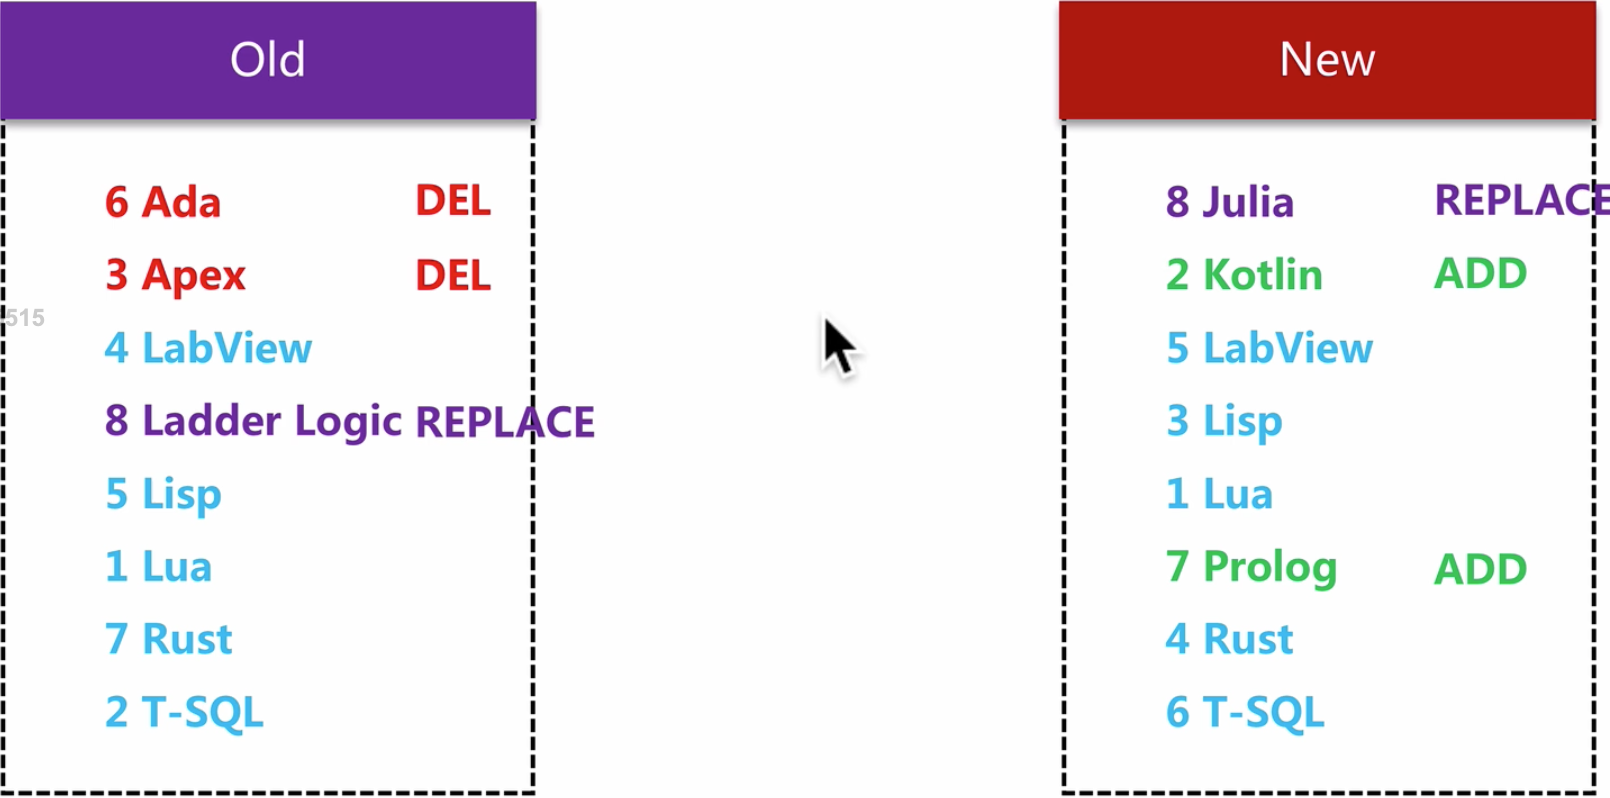 Old
6 Ada DEL
3 Apex DEL
515
4 LabView
8 Ladder Logic REPLACE
5 Lisp
1 Lua
7 Rust
2 T-SQL
New
8 Julia REPLACE
2 Kotlin ADD
5 LabView
3 Lisp
1 Lua
7 Prolog ADD
4 Rust
6 T-SQL